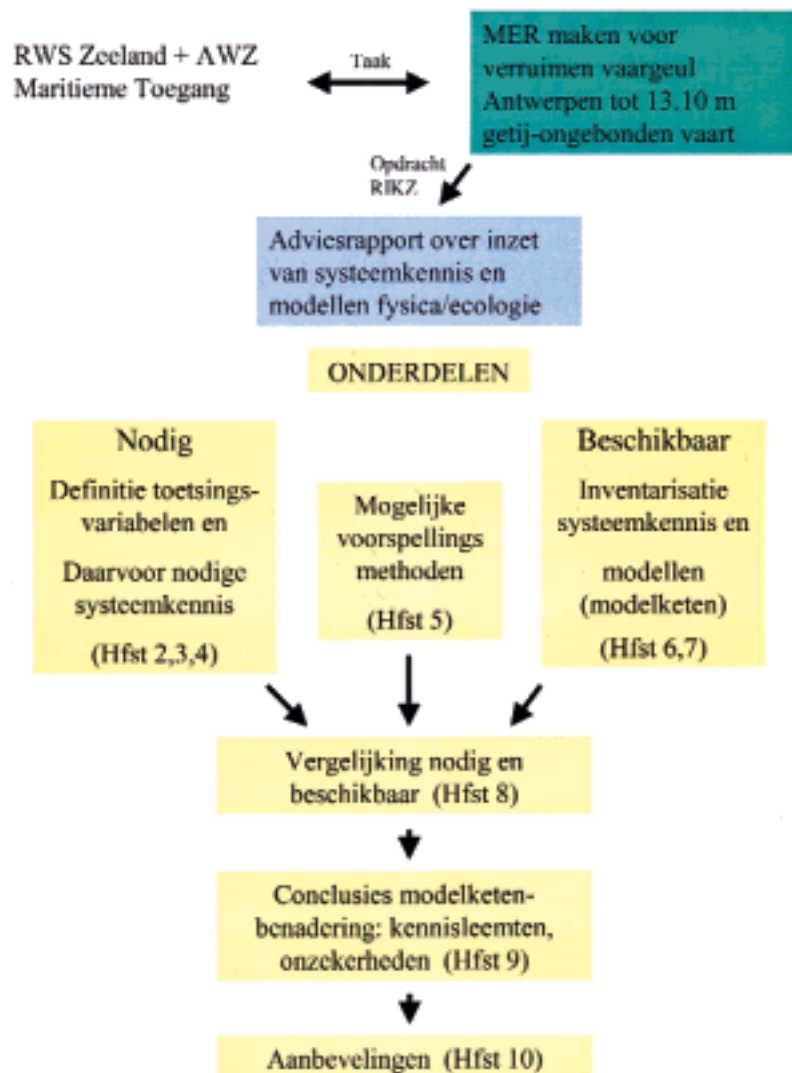 RWS Zeeland + AWZ
Maritieme Toegang
Taak
MER maken voor
verruimen vaargeul
Antwerpen tot 13.10 m
getij-ongebonden vaart
Opdracht
RIKZ
Adviesrapport over inzet
van systeemkennis en
modellen fysica/ecologie
ONDERDELEN
Nodig
Definitie toetsings-
variabelen en
Daarvoor nodige
systeemkennis
(Hfst 2,3,4)
Mogelijke
voorspellings
methoden
(Hfst 5)
Beschikbaar
Inventarisatie
systeemkennis en
modellen
(modelketen)
(Hfst 6,7)
Vergelijking nodig en
beschikbaar (Hfst 8)
Conclusies modelketen-
benadering: kennisleemten,
onzekerheden (Hfst 9)
Aanbevelingen (Hfst 10)